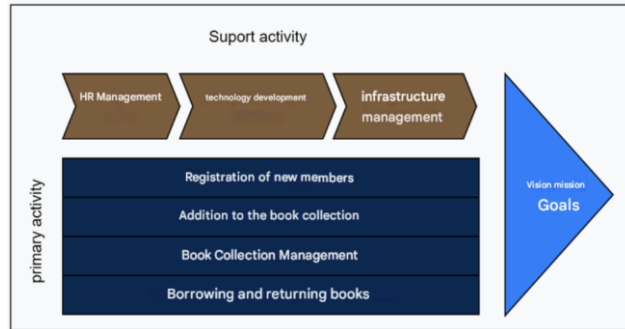 Suport activity
HR Management
technology development
infrastructure
management
primary activity
Registration of new members
Addition to the book collection
Book Collection Management
Borrowing and returning books
Vision mission
Goals